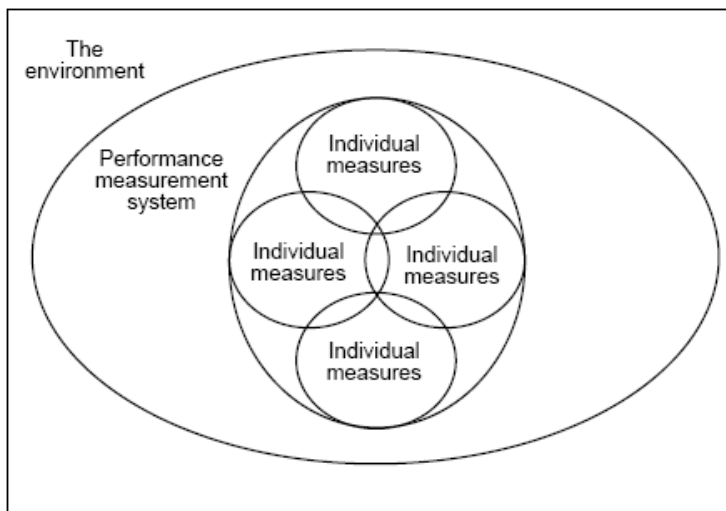 The
environment
Performance
measurement
system
Individual
measures
Individual
measures
Individual
measures
Individual
measures